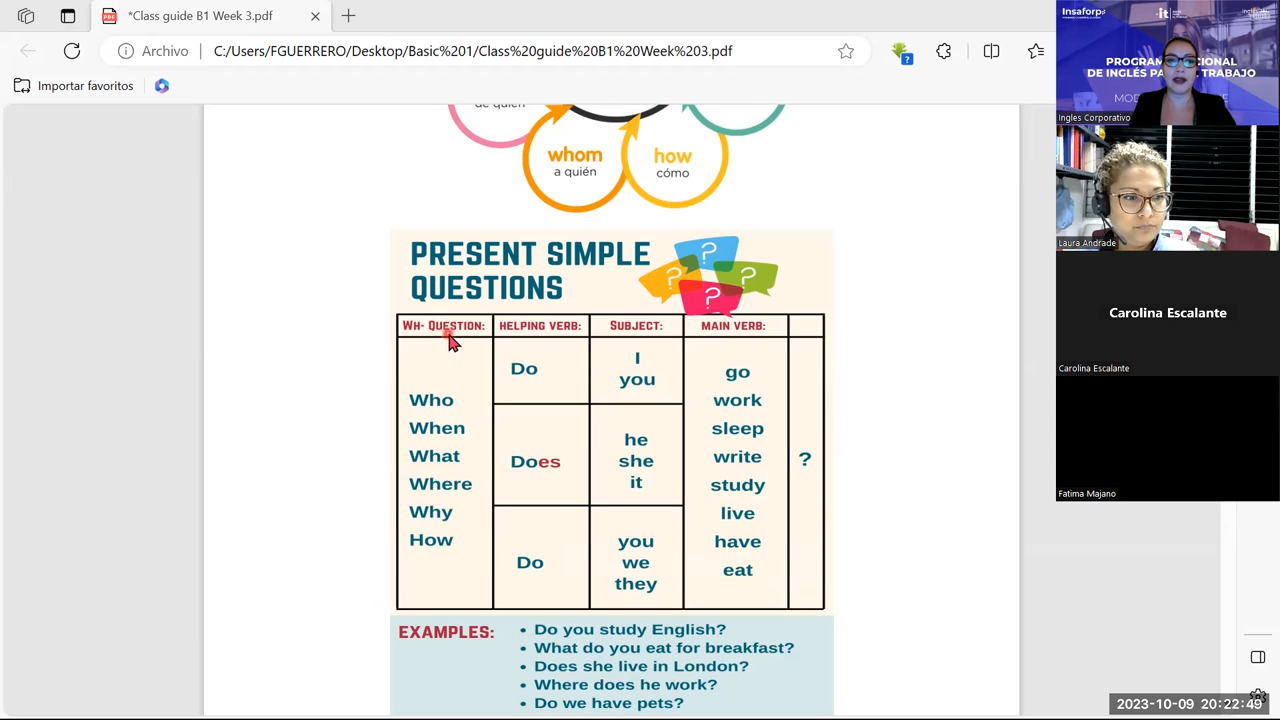 *Class guide B1 Week 3.pdf
Archivo
C:/Users/FGUERRERO/Desktop/Basic%201/Class%20guide%20B1%20Week%203.pdf
Importar favoritos
de quién
whom
a quién
how
cómo
PRESENT SIMPLE
QUESTIONS
WH- QUESTION:
HELPING VERB:
SUBJECT:
MAIN VERB:
Who
When
What
Where
Why
How
Do
Does
Do
I
you
he
she
it
you
we
they
go
work
sleep
write
study
live
have
eat
?
EXAMPLES:
• Do you study English?
• What do you eat for breakfast?
• Does she live in London?
• Where does he work?
• Do we have pets?
Insaforp
it
Ingles Corporativo
Laura Andrade
Carolina Escalante
Carolina Escalante
Fatima Majano
2023-10-09 20:22:49